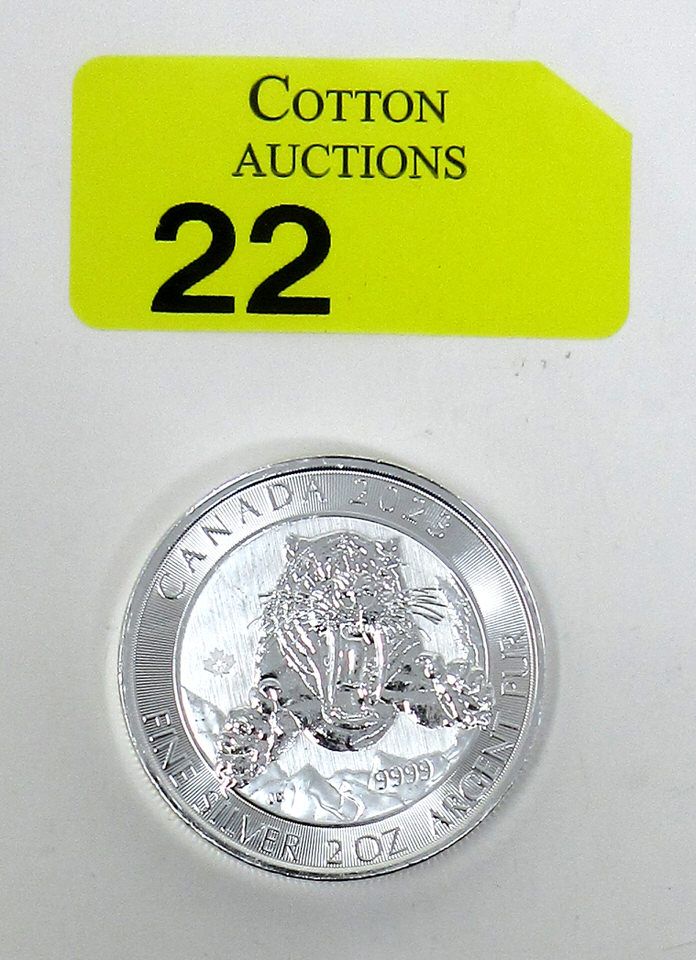 COTTON
AUCTIONS
22
CANADA
FINE SILVER 2 OZ ARGENT PUR
9999